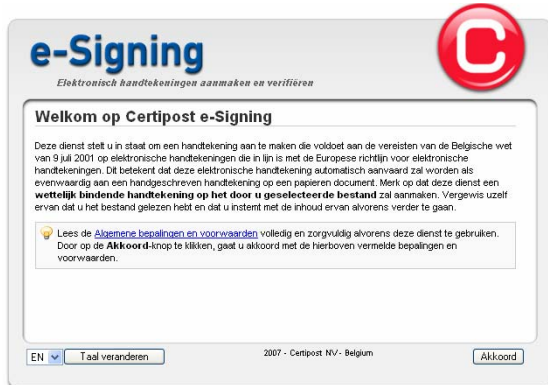 e-Signing
Elektronisch handtekeningen aanmaken en verifiëren
C
Welkom op Certipost e-Signing
Deze dienst stelt u in staat om een handtekening aan te maken die voldoet aan de vereisten van de Belgische wet
van 9 juli 2001 op elektronische handtekeningen die in lijn is met de Europese richtlijn voor elektronische
handtekeningen. Dit betekent dat deze elektronische handtekening automatisch aanvaard zal worden als
evenwaardig aan een handgeschreven handtekening op een papieren document. Merk op dat deze dienst een
wettelijk bindende handtekening op het door u geselecteerde bestand zal aanmaken. Vergewis uzelf
ervan dat u het bestand gelezen hebt en dat u instemt met de inhoud ervan alvorens verder te gaan.
Lees de Algemene bepalingen en voorwaarden volledig en zorgvuldig alvorens deze dienst te gebruiken.
Door op de Akkoord-knop te klikken, gaat u akkoord met de hierboven vermelde bepalingen en
voorwaarden.
EN Taal veranderen 2007 - Certipost NV - Belgium Akkoord